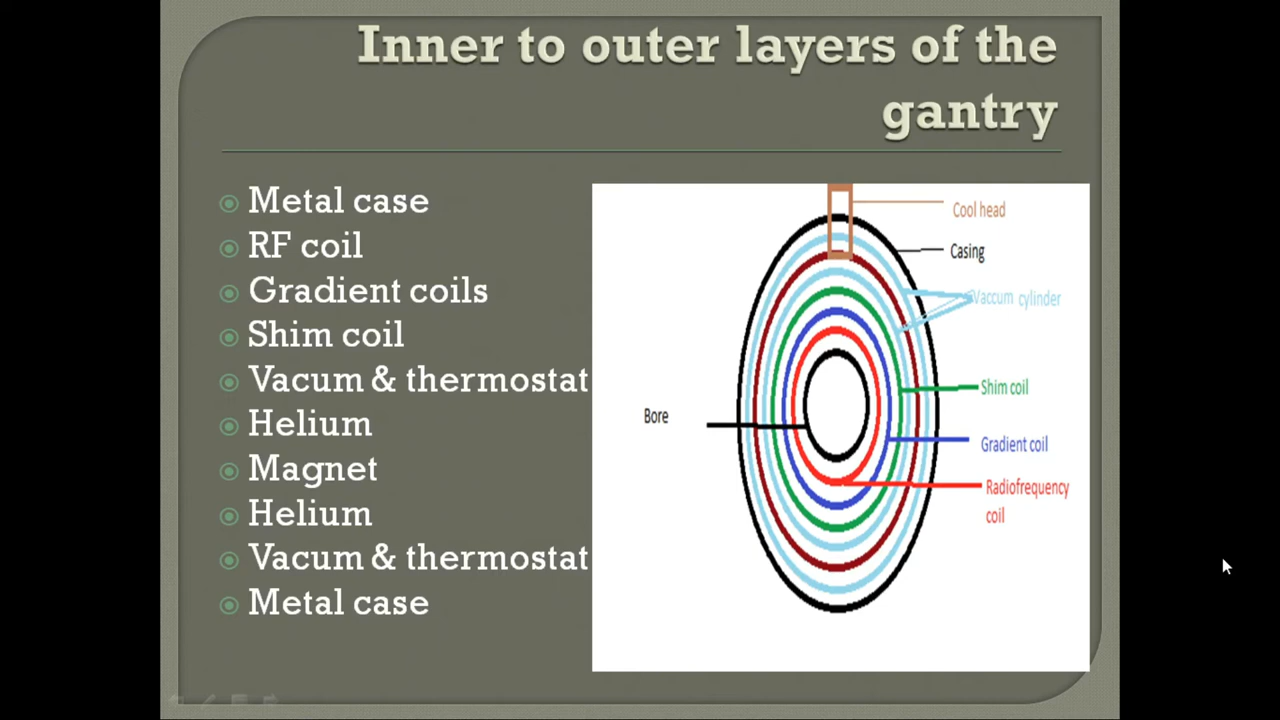 Inner to outer layers of the
gantry
Metal case
RF coil
Gradient coils
Shim coil
Vacum & thermostat
Helium
Magnet
Helium
Vacum & thermostat
Metal case
Cool head
Casing
Vaccum cylinder
Shim coil
Bore
Gradient coil
Radiofrequency
coil